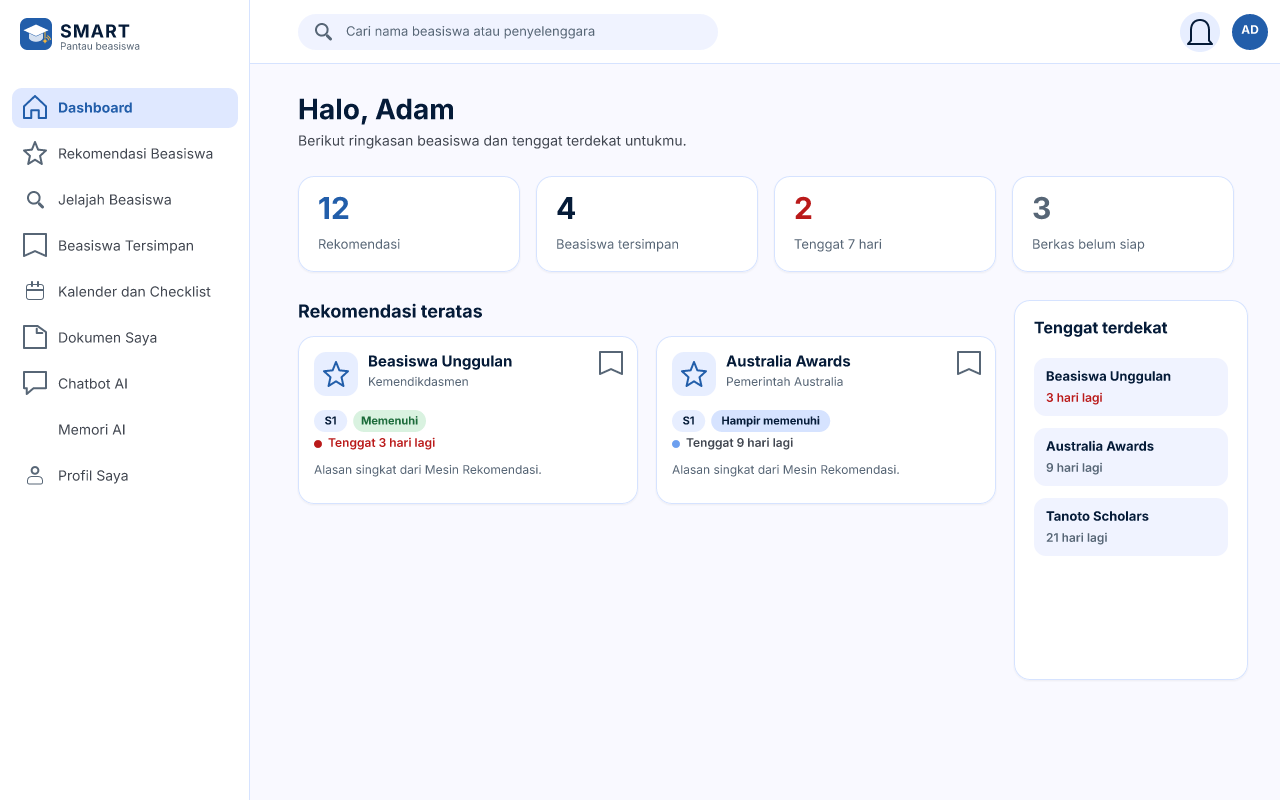 SMART
Pantau beasiswa
Cari nama beasiswa atau penyelenggara
AD
Dashboard
Rekomendasi Beasiswa
Jelajah Beasiswa
Beasiswa Tersimpan
Kalender dan Checklist
Dokumen Saya
Chatbot AI
Memori AI
Profil Saya
Halo, Adam
Berikut ringkasan beasiswa dan tenggat terdekat untukmu.
12
Rekomendasi
4
Beasiswa tersimpan
2
Tenggat 7 hari
3
Berkas belum siap
Rekomendasi teratas
Beasiswa Unggulan
Kemendikdasmen
S1 Memenuhi
Tenggat 3 hari lagi
Alasan singkat dari Mesin Rekomendasi.
Australia Awards
Pemerintah Australia
S1 Hampir memenuhi
Tenggat 9 hari lagi
Alasan singkat dari Mesin Rekomendasi.
Tenggat terdekat
Beasiswa Unggulan
3 hari lagi
Australia Awards
9 hari lagi
Tanoto Scholars
21 hari lagi